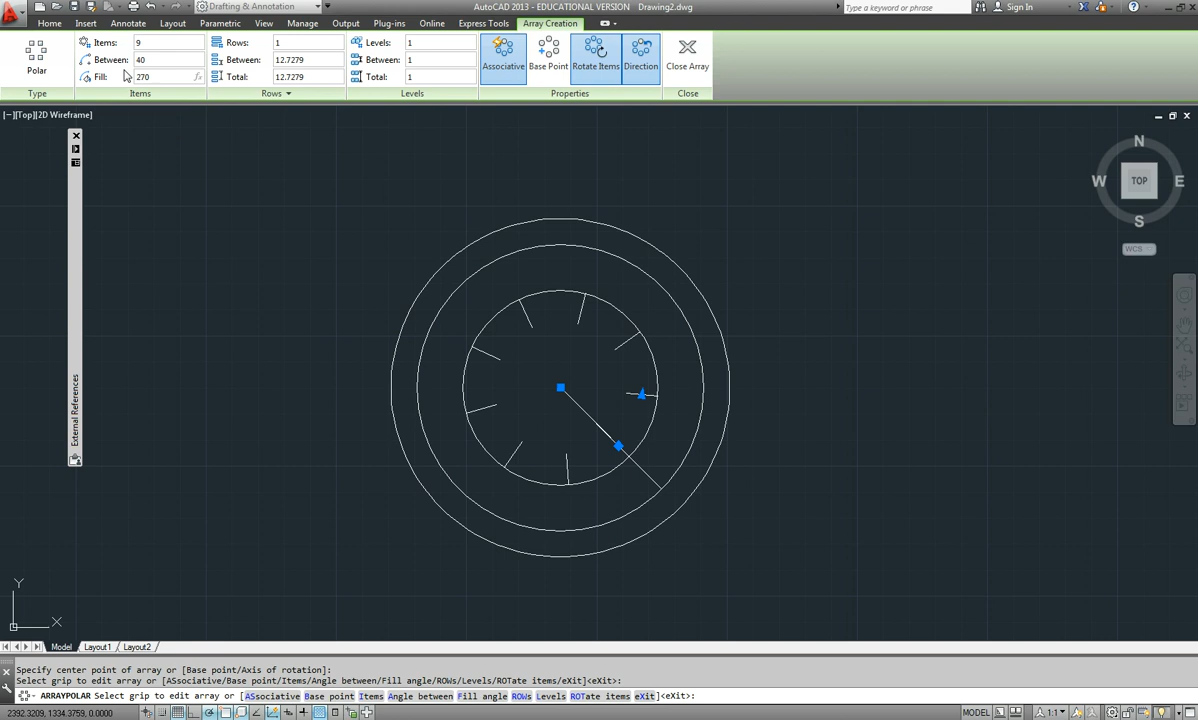 Drafting & Annotation
AutoCAD 2013 - EDUCATIONAL VERSION Drawing2.dwg
Type a keyword or phrase
Sign In
Home Insert Annotate Layout Parametric View Manage Output Plug-ins Online Express Tools Array Creation
Items: 9 Rows: 1 Levels: 1
Between: 40 Between: 12.7279 Between: 1
Fill: 270 fx Total: 12.7279 Total: 1
Polar Associative Base Point Rotate Items Direction Close Array
Type Items Rows Levels Properties Close
[−][Top][2D Wireframe]
N
W TOP E
S
WCS
External References
Y
X
Model Layout1 Layout2
Specify center point of array or [Base point/Axis of rotation]:
Select grip to edit array or [ASsociative/Base point/Items/Angle between/Fill angle/ROWs/Levels/ROTate items/eXit]<eXit>:
ARRAYPOLAR Select grip to edit array or [ASsociative Base point Items Angle between Fill angle ROWs Levels ROTate items eXit]<eXit>:
2392.3209, 1334.3759, 0.0000 MODEL 1:1